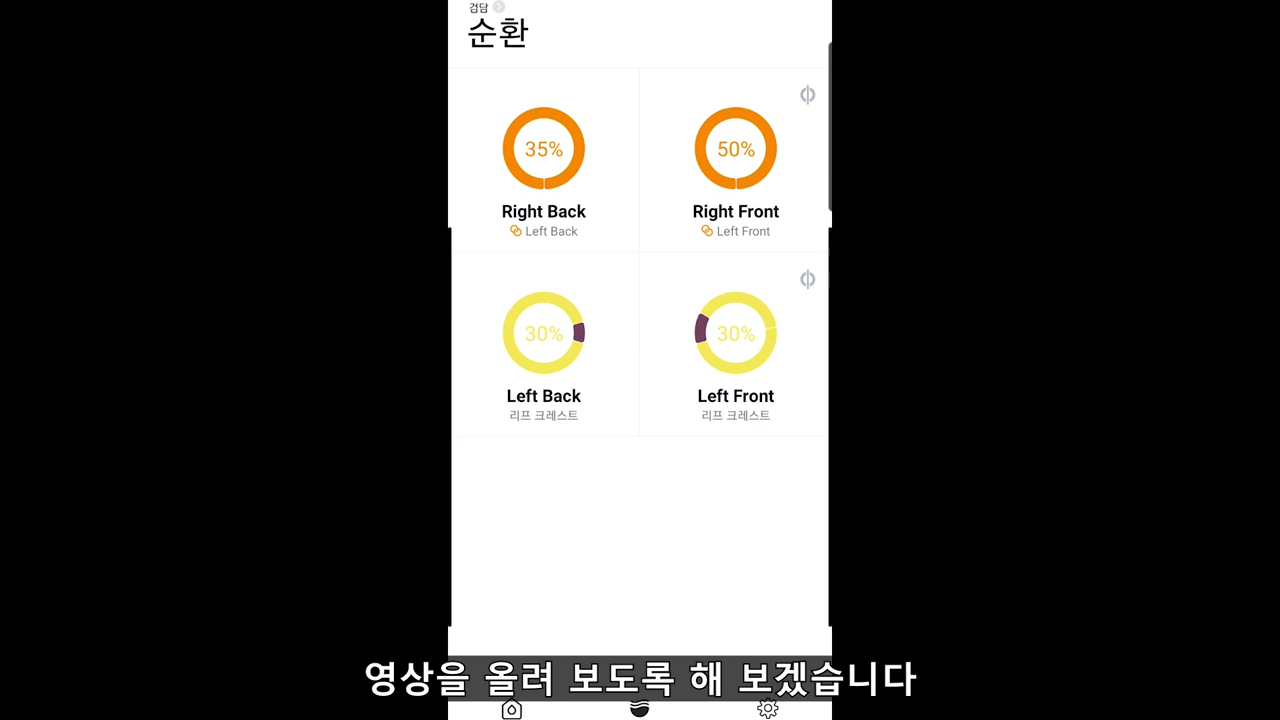 검담
순환
35%
Right Back
Left Back
50%
Right Front
Left Front
30%
Left Back
리프 크레스트
30%
Left Front
리프 크레스트
영상을 올려 보도록 해 보겠습니다